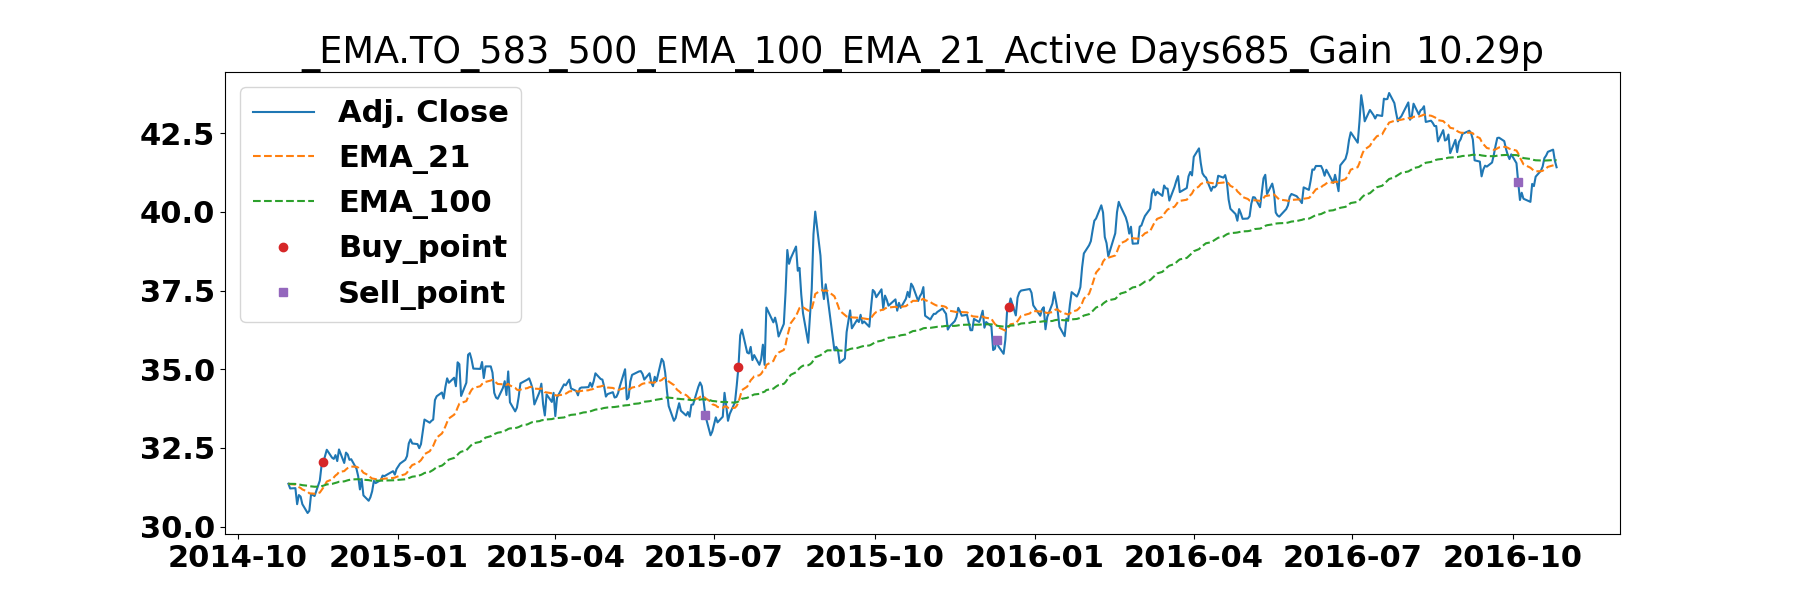 _EMA.TO_583_500_EMA_100_EMA_21_Active Days685_Gain  10.29p
Adj. Close
EMA_21
EMA_100
Buy_point
Sell_point
42.5
40.0
37.5
35.0
32.5
30.0
2014-10 2015-01 2015-04 2015-07 2015-10 2016-01 2016-04 2016-07 2016-10